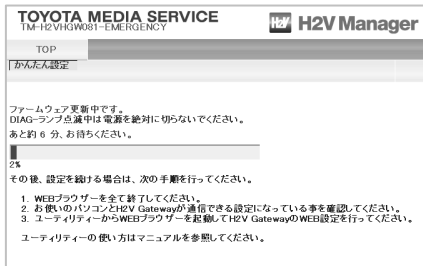 TOYOTA MEDIA SERVICE
TM-H2VHGW081-EMERGENCY
H2V H2V Manager
TOP
かんたん設定
ファームウェア更新中です。
DIAG-ランプ点滅中は電源を絶対に切らないでください。
あと約 6 分、お待ちください。
2%
その後、設定を続ける場合は、次の手順を行ってください。
1. WEBブラウザーを全て終了してください。
2. お使いのパソコンとH2V Gatewayが通信できる設定になっている事を確認してください。
3. ユーティリティーからWEBブラウザーを起動してH2V GatewayのWEB設定を行ってください。
ユーティリティーの使い方はマニュアルを参照してください。